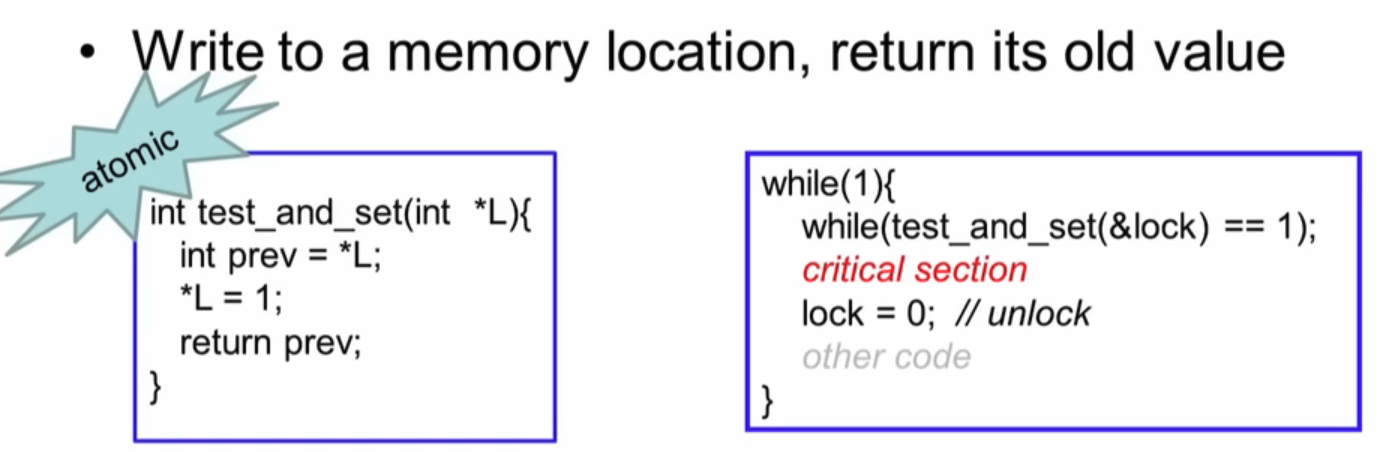 • Write to a memory location, return its old value
atomic
int test_and_set(int *L){
int prev = *L;
*L = 1;
return prev;
}
while(1){
while(test_and_set(&lock) == 1);
critical section
lock = 0; // unlock
other code
}